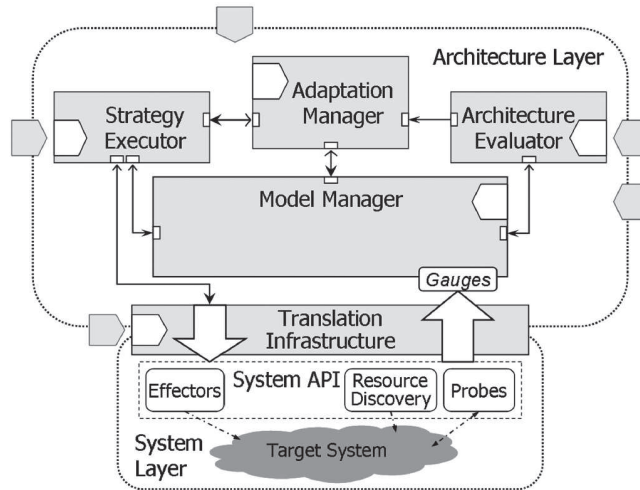 Architecture Layer
Strategy
Executor
Adaptation
Manager
Architecture
Evaluator
Model Manager
Gauges
Translation
Infrastructure
System API
Effectors
Resource
Discovery
Probes
System
Layer
Target System